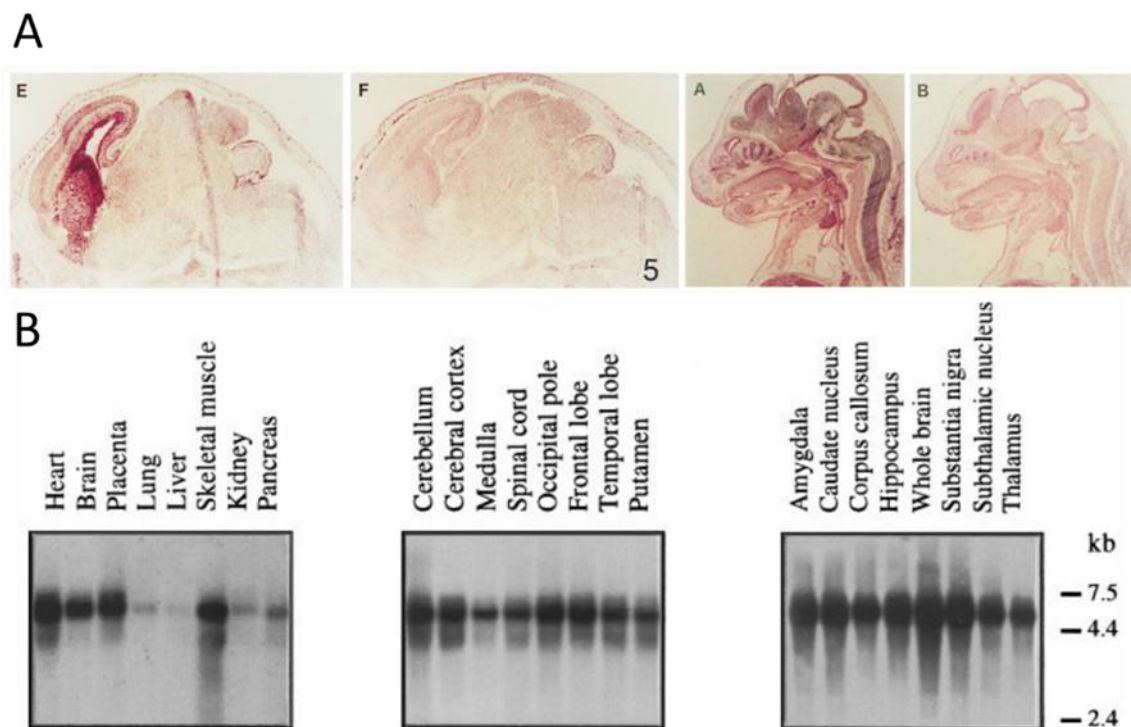 A
E
F
5
A
B
B
Heart
Brain
Placenta
Lung
Liver
Skeletal muscle
Kidney
Pancreas
Cerebellum
Cerebral cortex
Medulla
Spinal cord
Occipital pole
Frontal lobe
Temporal lobe
Putamen
Amygdala
Caudate nucleus
Corpus callosum
Hippocampus
Whole brain
Substantia nigra
Subthalamic nucleus
Thalamus
kb
7.5
4.4
2.4